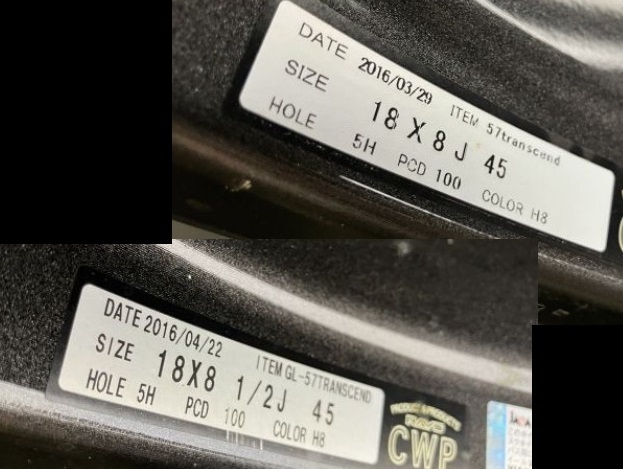 DATE 2016/03/29 ITEM 57transcend
SIZE 18 X 8 J 45
HOLE 5H PCD 100 COLOR H8
DATE 2016/04/22 ITEM GL-57TRANSCEND
SIZE 18X8 1/2J 45
HOLE 5H PCD 100 COLOR H8
RAYS
CWP